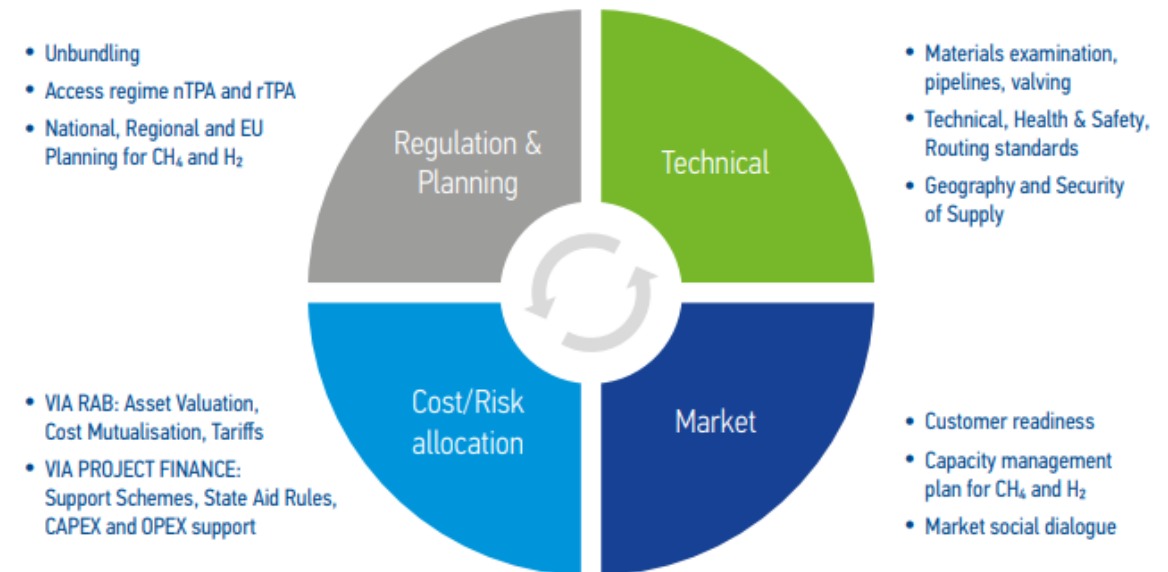 • Unbundling
• Access regime nTPA and rTPA
• National, Regional and EU
Planning for CH₄ and H₂
Regulation &
Planning
Technical
• Materials examination,
pipelines, valving
• Technical, Health & Safety,
Routing standards
• Geography and Security
of Supply
• VIA RAB: Asset Valuation,
Cost Mutualisation, Tariffs
• VIA PROJECT FINANCE:
Support Schemes, State Aid Rules,
CAPEX and OPEX support
Cost/Risk
allocation
Market
• Customer readiness
• Capacity management
plan for CH₄ and H₂
• Market social dialogue